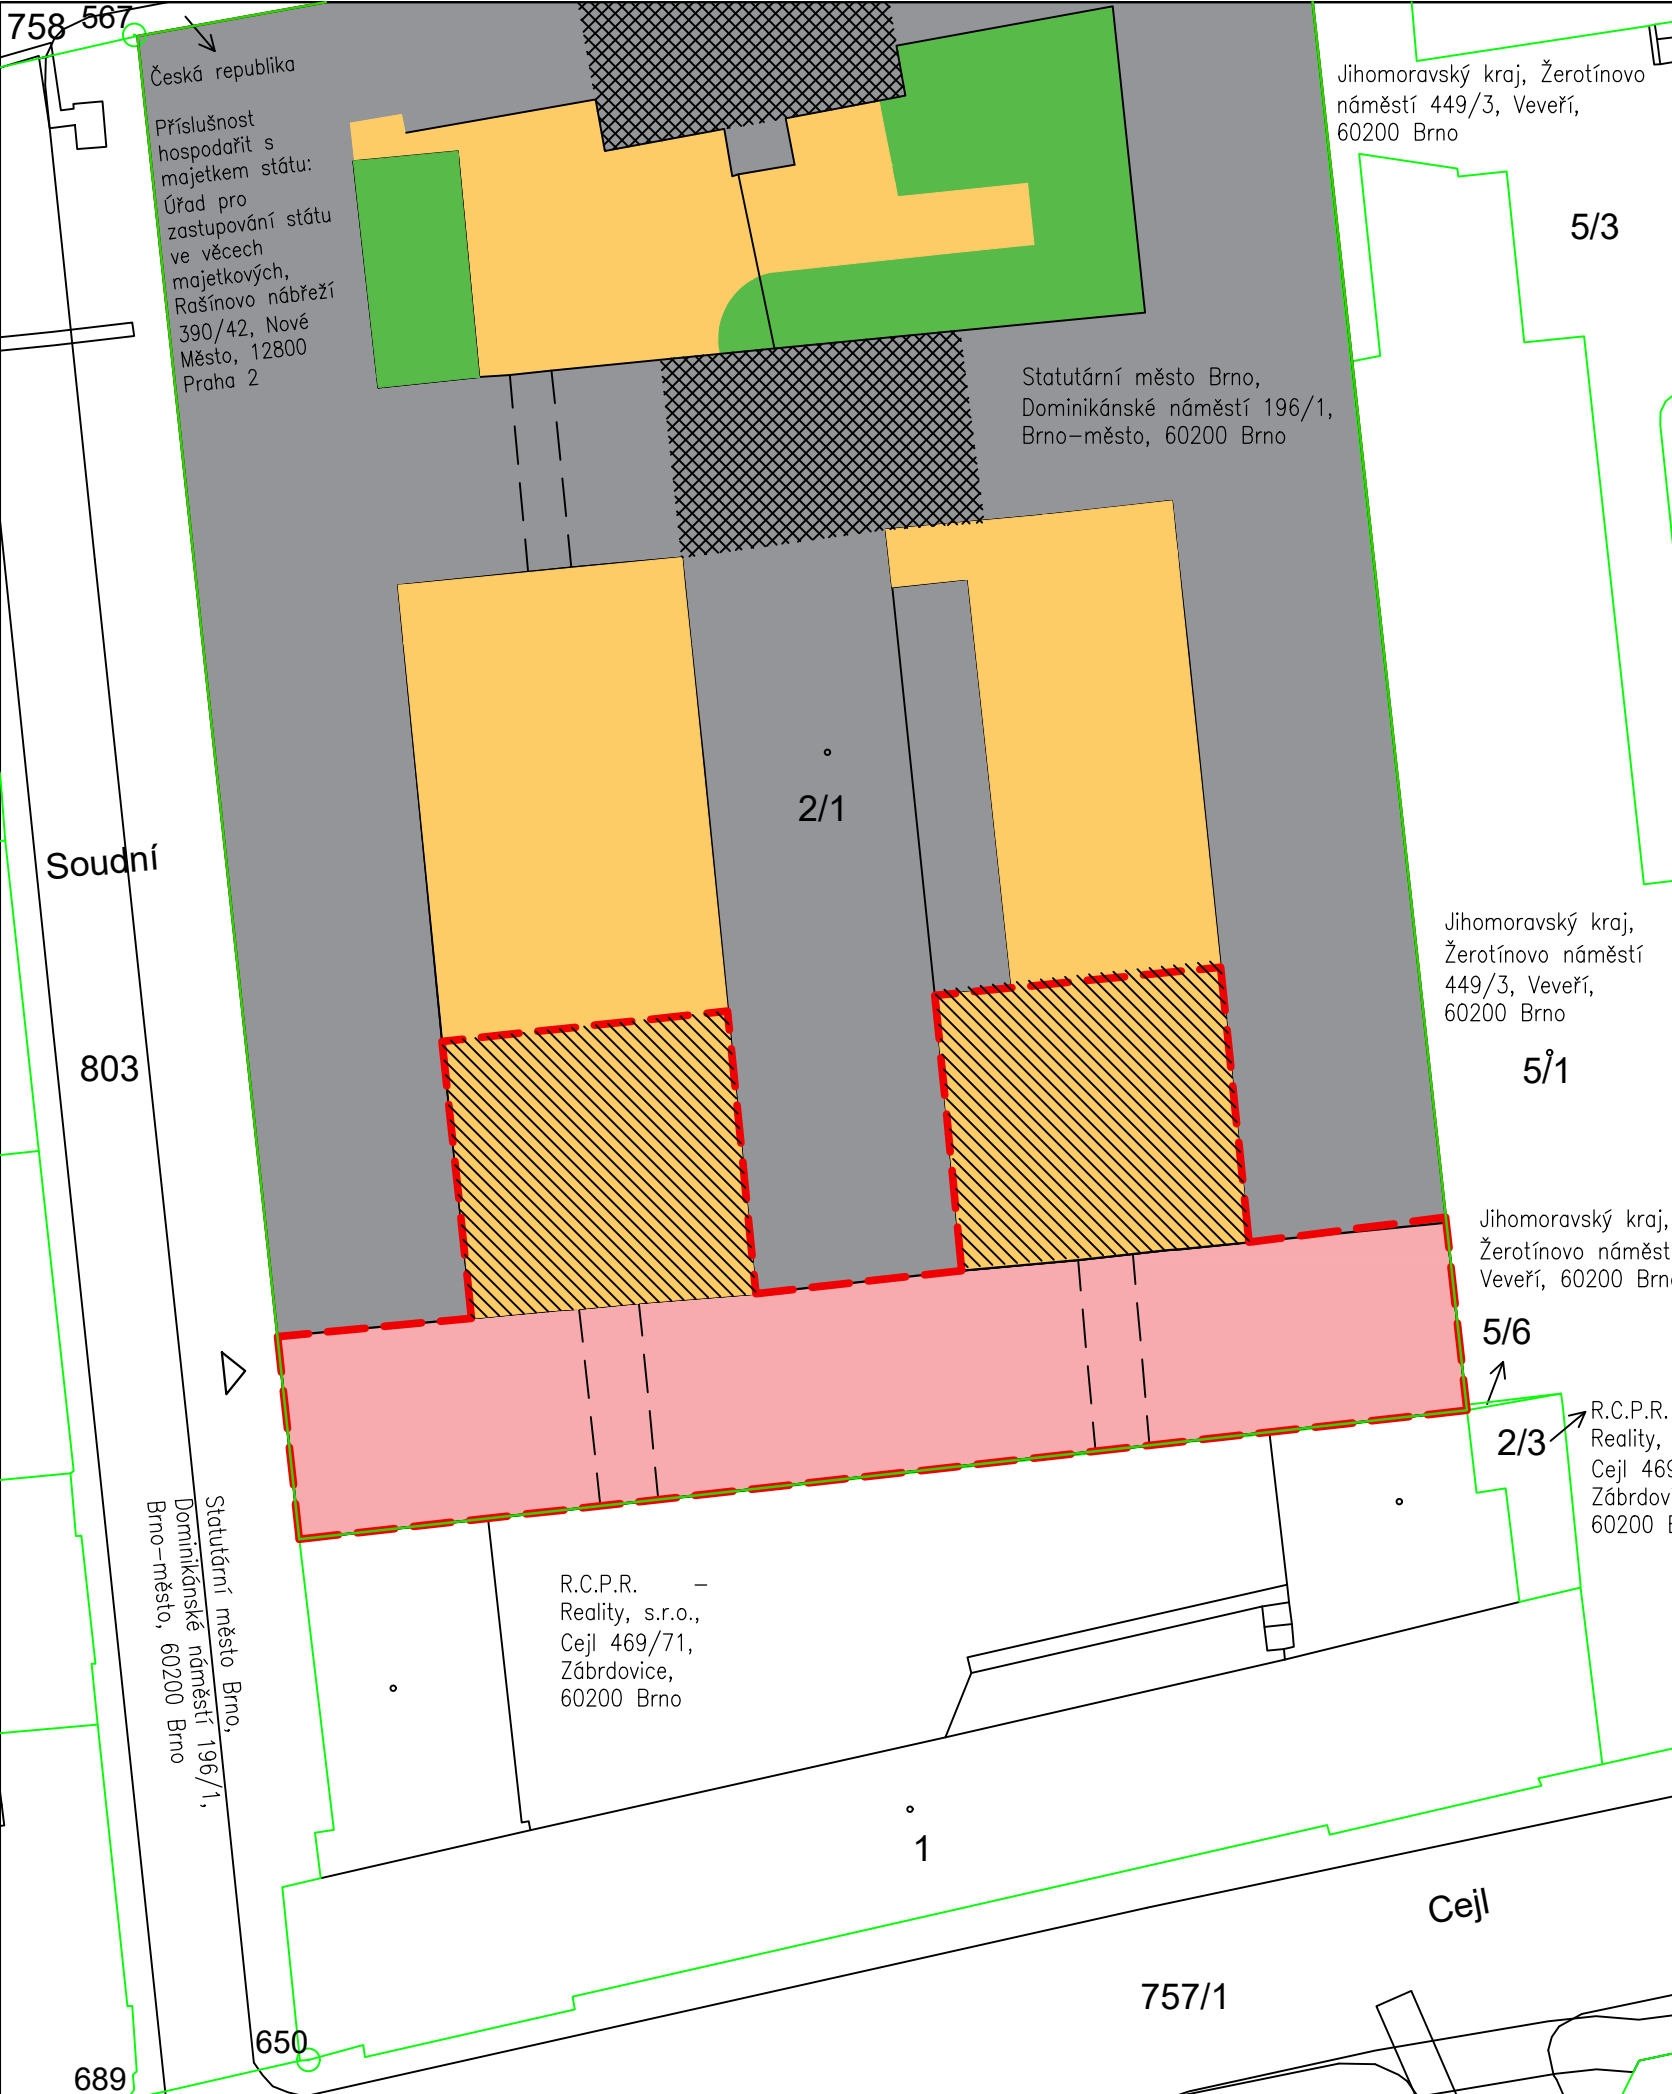 758
567
Česká republika
Příslušnost
hospodařit s
majetkem státu:
Úřad pro
zastupování státu
ve věcech
majetkových,
Rašínovo nábřeží
390/42, Nové
Město, 12800
Praha 2
Jihomoravský kraj, Žerotínovo
náměstí 449/3, Veveří,
60200 Brno
5/3
Statutární město Brno,
Dominikánské náměstí 196/1,
Brno-město, 60200 Brno
2/1
Soudní
803
Jihomoravský kraj,
Žerotínovo náměstí
449/3, Veveří,
60200 Brno
5/1
Jihomoravský kraj,
Žerotínovo náměst
Veveří, 60200 Brn
5/6
2/3
R.C.P.R.
Reality,
Cejl 469
Zábrdov
60200
Statutární město Brno,
Dominikánské náměstí 196/1,
Brno-město, 60200 Brno
R.C.P.R. –
Reality, s.r.o.,
Cejl 469/71,
Zábrdovice,
60200 Brno
1
Cejl
757/1
650
689